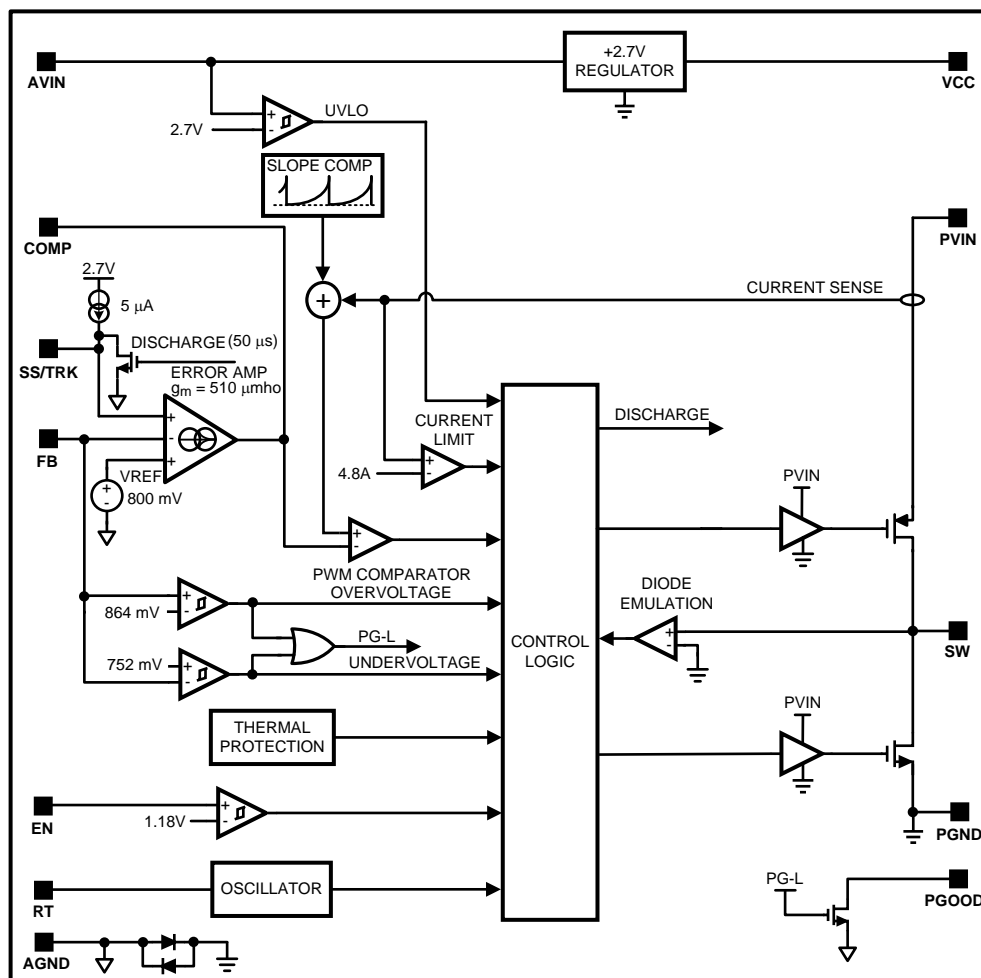 +2.7V
REGULATOR
AVIN
VCC
+
-
UVLO
2.7V
SLOPE COMP
COMP
PVIN
2.7V
5 μA
+
CURRENT SENSE
DISCHARGE (50 μs)
SS/TRK
ERROR AMP
gm = 510 μmho
+
-
+
FB
VREF
800 mV
+
-
CURRENT
LIMIT
+
-
4.8A
DISCHARGE
PVIN
+
-
PWM COMPARATOR
OVERVOLTAGE
+
-
864 mV
PG-L
752 mV
+
-
UNDERVOLTAGE
CONTROL
LOGIC
DIODE
EMULATION
+
-
SW
THERMAL
PROTECTION
PVIN
EN
+
-
1.18V
PGND
RT
OSCILLATOR
PG-L
PGOOD
AGND